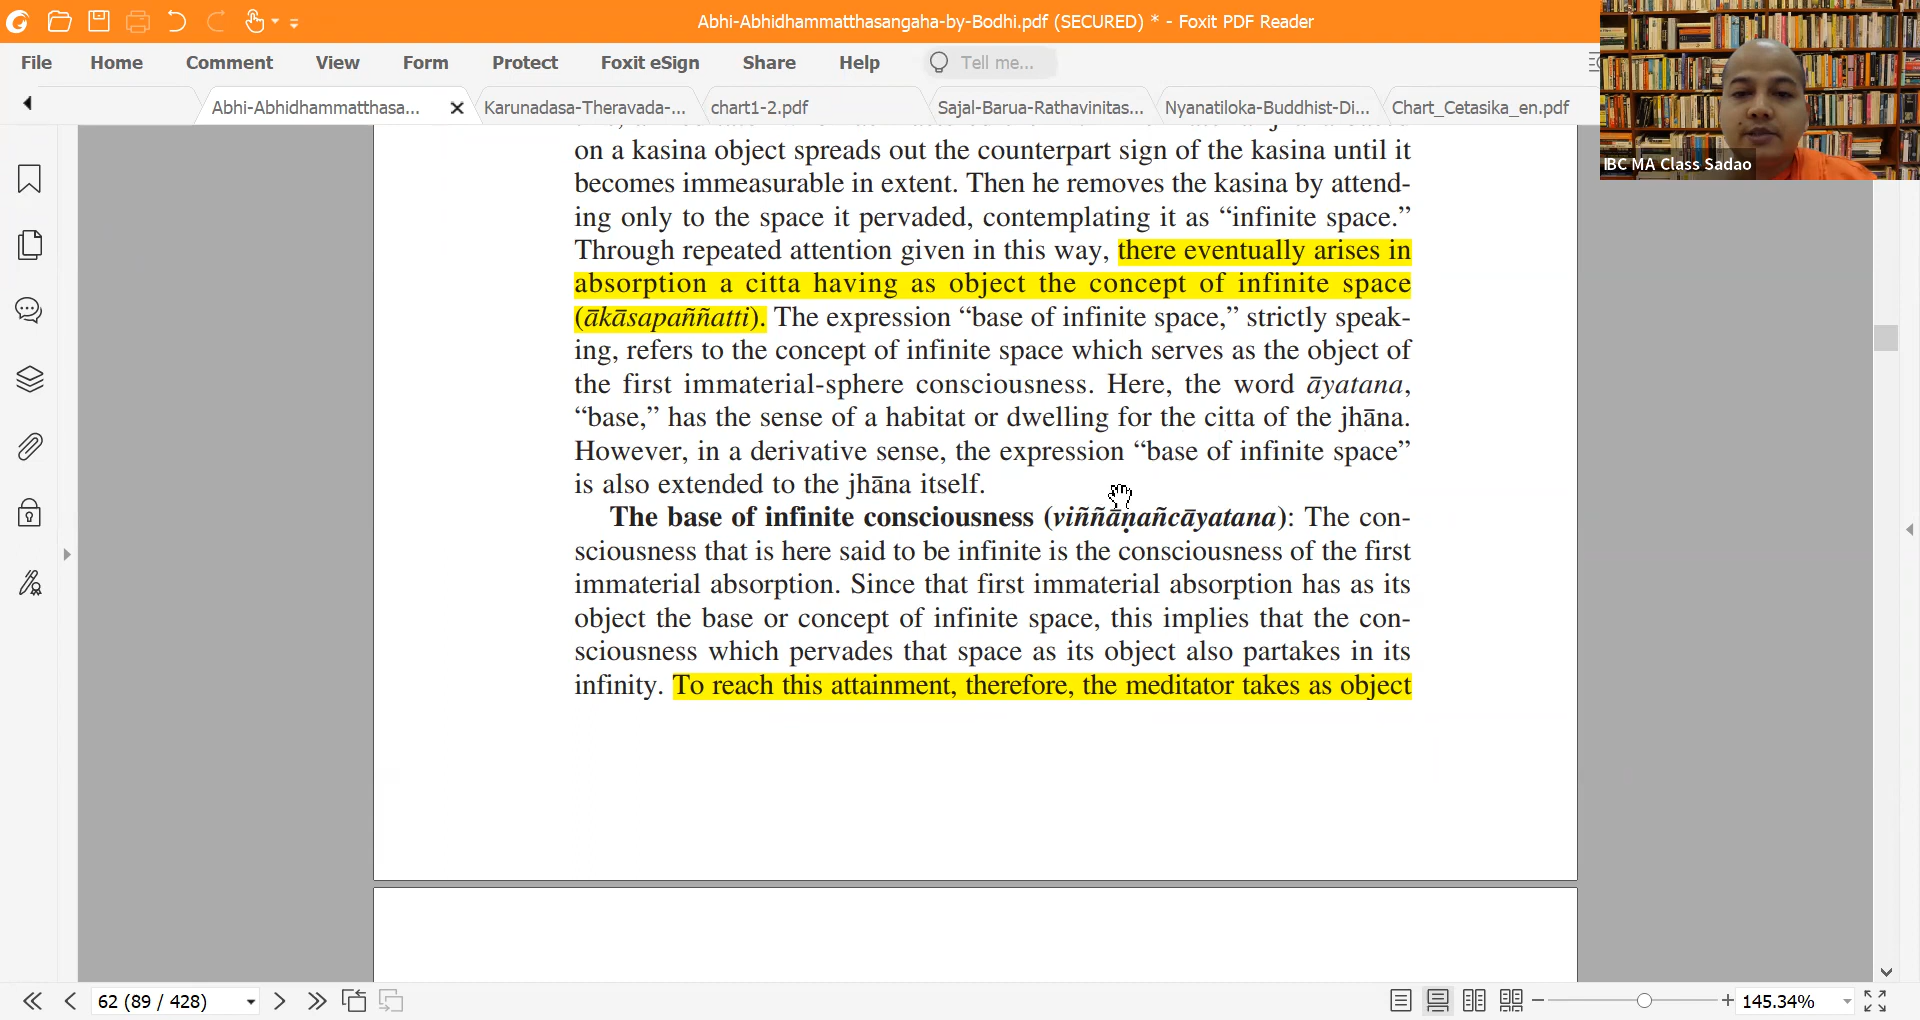 Abhi-Abhidhammatthasangaha-by-Bodhi.pdf (SECURED) * - Foxit PDF Reader
File Home Comment View Form Protect Foxit eSign Share Help Tell me...
Abhi-Abhidhammatthasa... Karunadasa-Theravada-... chart1-2.pdf Sajal-Barua-Rathavinitas... Nyanatiloka-Buddhist-Di... Chart_Cetasika_en.pdf
IBC MA Class Sadao
on a kasina object spreads out the counterpart sign of the kasina until it
becomes immeasurable in extent. Then he removes the kasina by attend-
ing only to the space it pervaded, contemplating it as “infinite space.”
Through repeated attention given in this way, there eventually arises in
absorption a citta having as object the concept of infinite space
(ākāsapaññatti). The expression “base of infinite space,” strictly speak-
ing, refers to the concept of infinite space which serves as the object of
the first immaterial-sphere consciousness. Here, the word āyatana,
“base,” has the sense of a habitat or dwelling for the citta of the jhāna.
However, in a derivative sense, the expression “base of infinite space”
is also extended to the jhāna itself.
The base of infinite consciousness (viññāṇañcāyatana): The con-
sciousness that is here said to be infinite is the consciousness of the first
immaterial absorption. Since that first immaterial absorption has as its
object the base or concept of infinite space, this implies that the con-
sciousness which pervades that space as its object also partakes in its
infinity. To reach this attainment, therefore, the meditator takes as object
62 (89 / 428)
145.34%